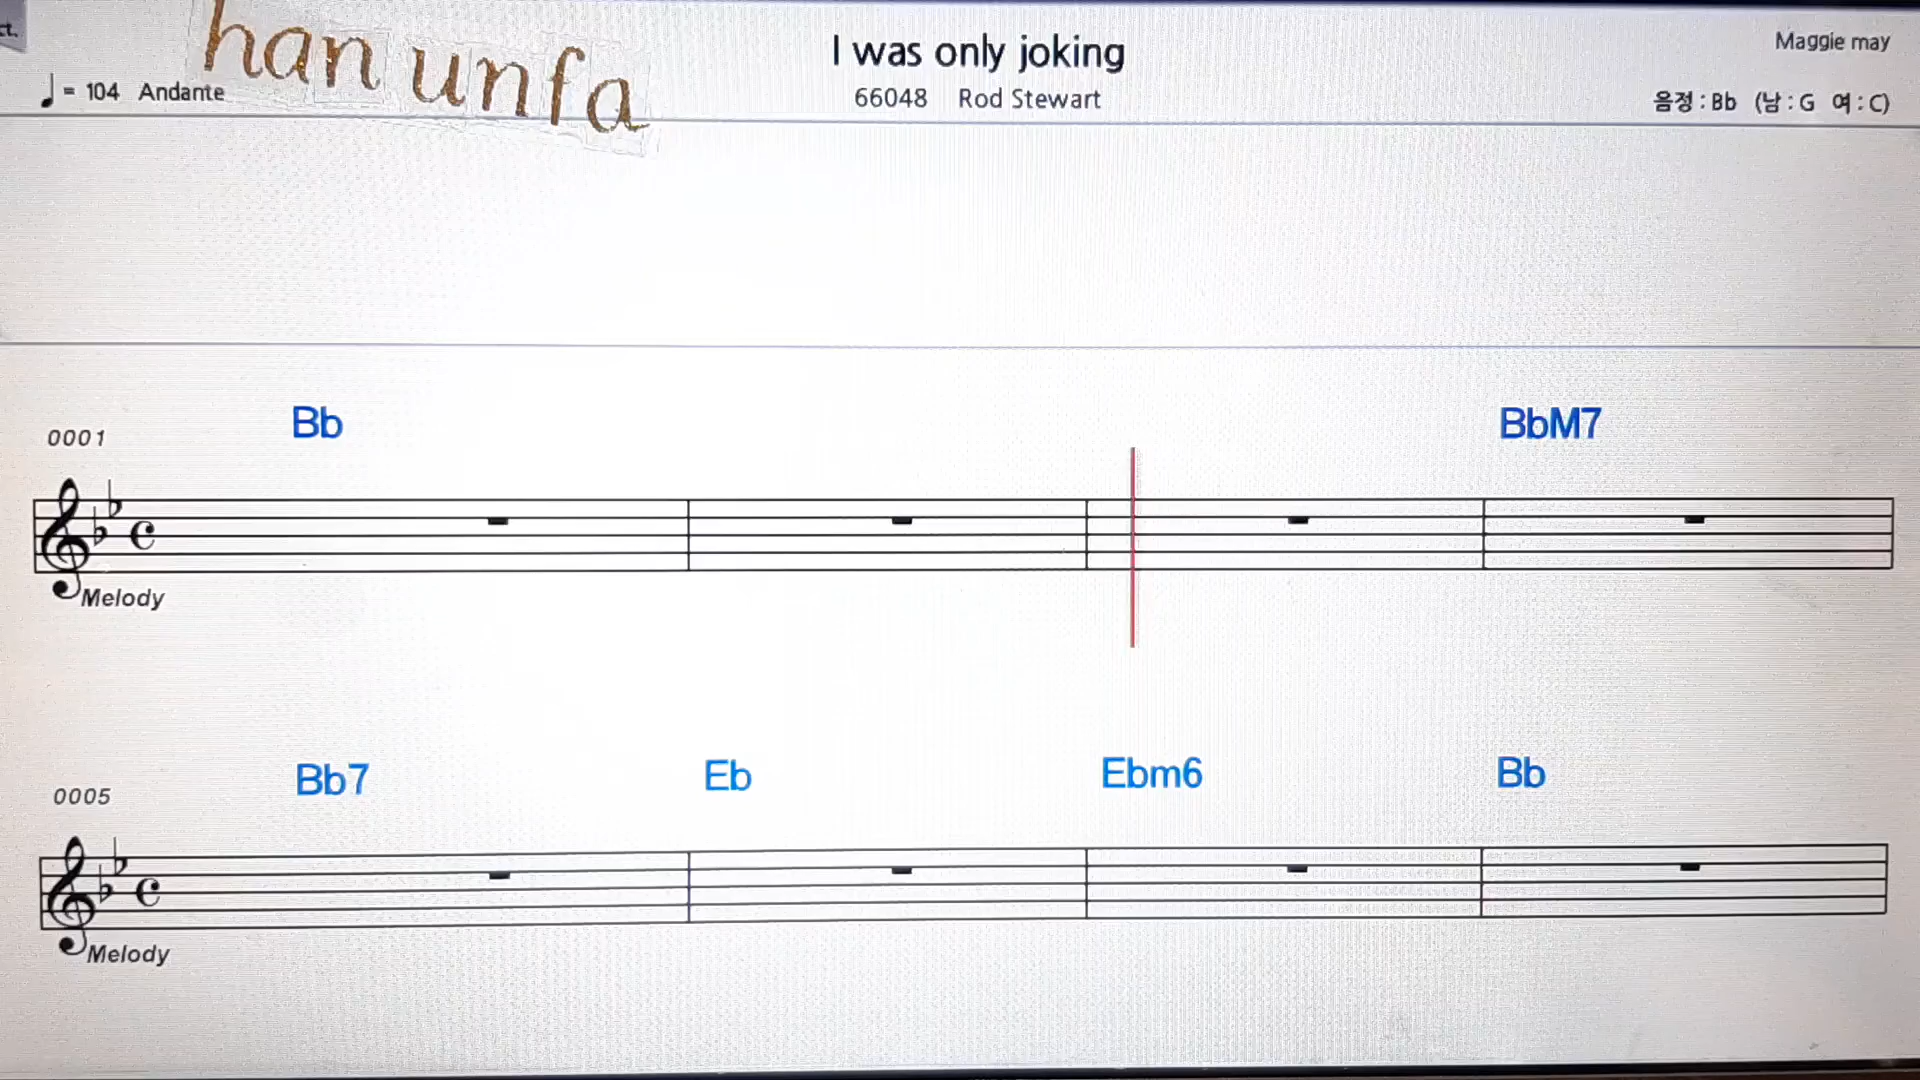 ct.
han unfa
I was only joking
Maggie may
= 104 Andante
66048 Rod Stewart
음정 : Bb (남 : G 여 : C)
0001
Bb
BbM7
Melody
0005
Bb7
Eb
Ebm6
Bb
Melody